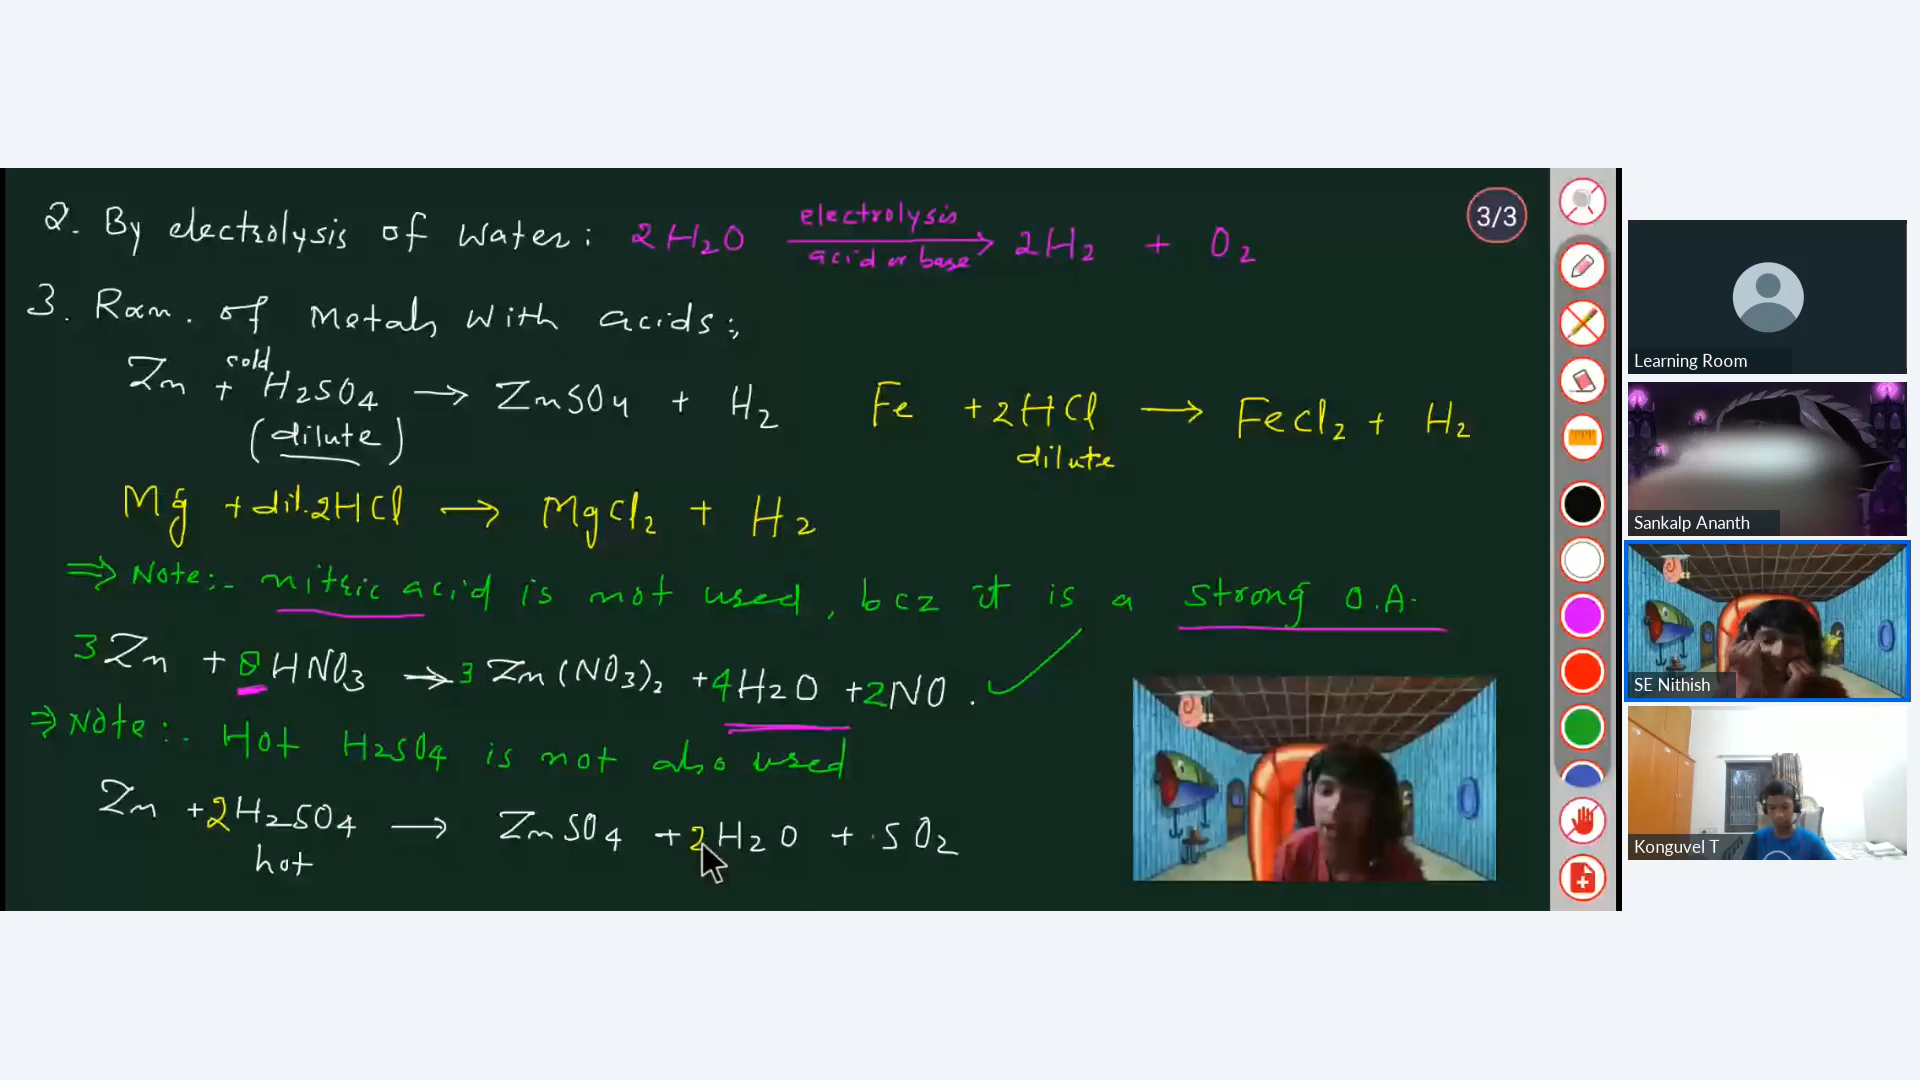 2. By electrolysis of water: 2H₂O electrolysis acid or base → 2H₂ + O₂
3/3
3. Rxn. of Metals with acids:
Zn + cold H₂SO₄ (dilute) → ZnSO₄ + H₂
Fe + 2HCl dilute → FeCl₂ + H₂
Mg + dil. 2HCl → MgCl₂ + H₂
⇒ Note:- nitric acid is not used, bcz it is a strong O.A.
3Zn + 8HNO₃ → 3Zn(NO₃)₂ + 4H₂O + 2NO.
⇒ Note:- Hot H₂SO₄ is not also used
Zn + 2H₂SO₄ hot → ZnSO₄ + 2H₂O + SO₂
Learning Room
Sankalp Ananth
SE Nithish
Konguvel T